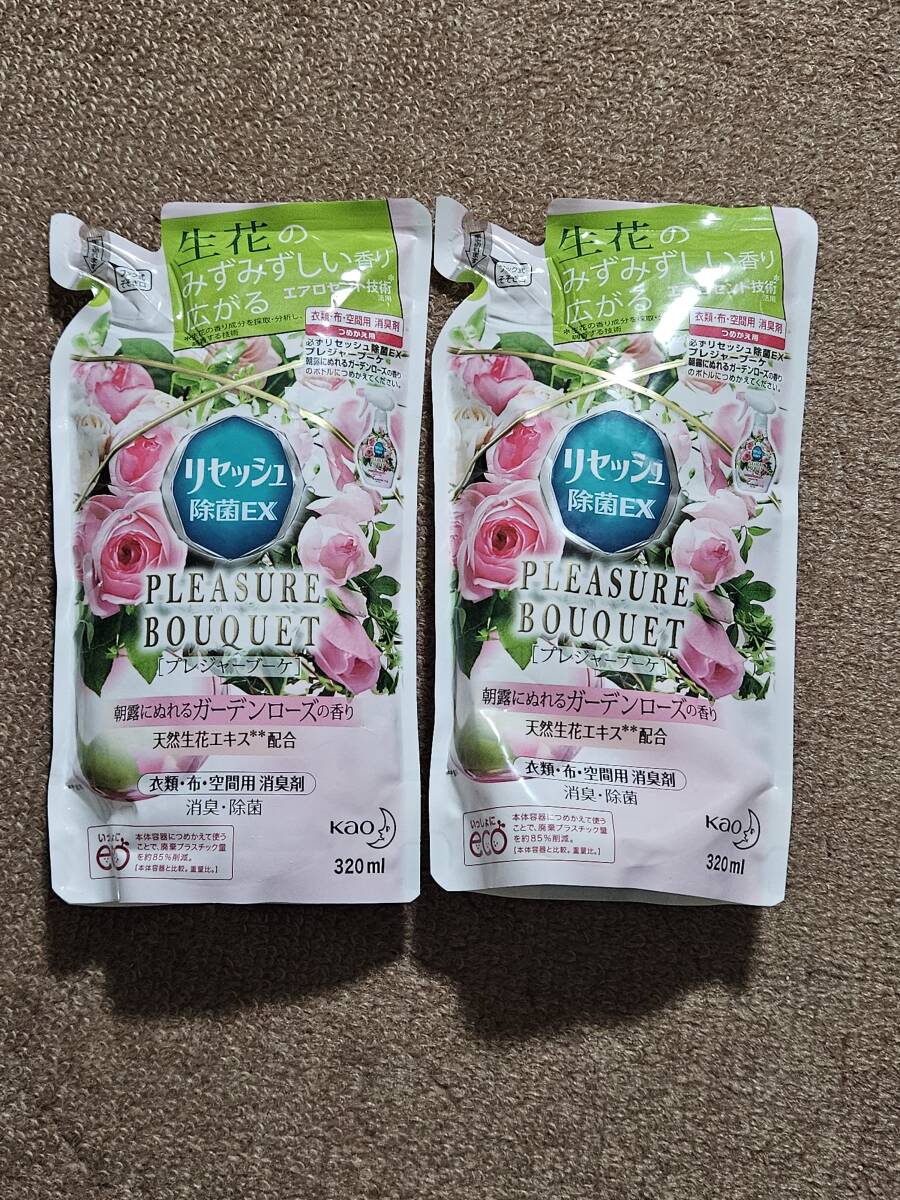 生花の
みずみずしい香り
広がる エアロセント技術※
活用
衣類・布・空間用 消臭剤
つめかえ用
必ずリセッシュ除菌EX
プレジャーブーケ
朝露にぬれるガーデンローズの香り
のボトルにつめかえてください。
リセッシュ
除菌EX
PLEASURE
BOUQUET
[プレジャーブーケ]
朝露にぬれるガーデンローズの香り
天然生花エキス**配合
衣類・布・空間用 消臭剤
消臭・除菌
いっしょに
eco
本体容器につめかえて使う
ことで、廃棄プラスチック量
を約85%削減。
[本体容器と比較。重量比。]
Kao
320ml
生花の
みずみずしい香り
広がる エアロセント技術※
活用
衣類・布・空間用 消臭剤
つめかえ用
必ずリセッシュ除菌EX
プレジャーブーケ
朝露にぬれるガーデンローズの香り
のボトルにつめかえてください。
リセッシュ
除菌EX
PLEASURE
BOUQUET
[プレジャーブーケ]
朝露にぬれるガーデンローズの香り
天然生花エキス**配合
衣類・布・空間用 消臭剤
消臭・除菌
いっしょに
eco
本体容器につめかえて使う
ことで、廃棄プラスチック量
を約85%削減。
[本体容器と比較。重量比。]
Kao
320ml